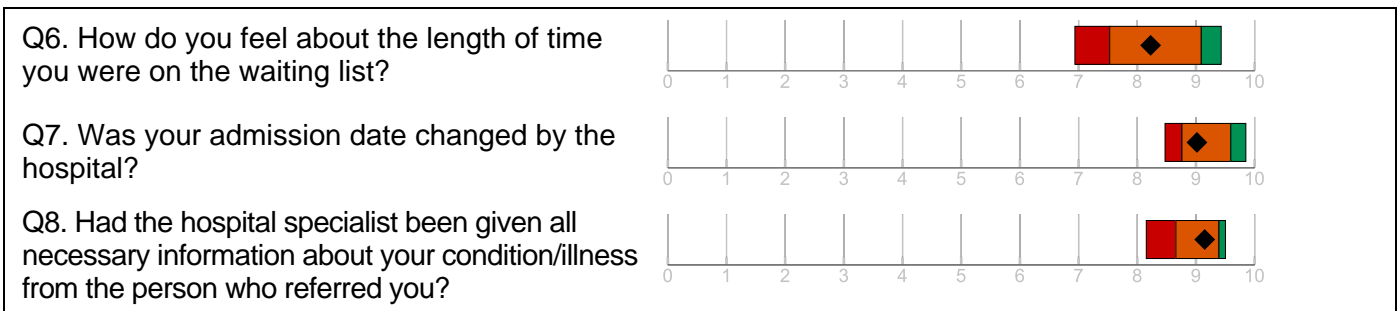 Q6. How do you feel about the length of time
you were on the waiting list?
0 1 2 3 4 5 6 7 8 9 10
Q7. Was your admission date changed by the
hospital?
0 1 2 3 4 5 6 7 8 9 10
Q8. Had the hospital specialist been given all
necessary information about your condition/illness
from the person who referred you?
0 1 2 3 4 5 6 7 8 9 10